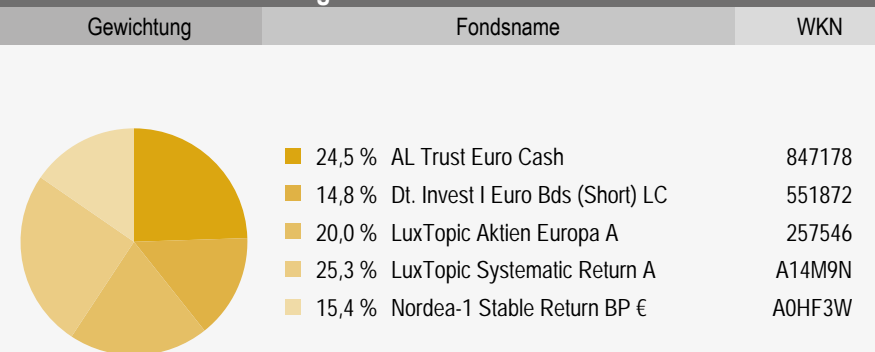 Gewichtung Fondsname WKN
24,5 % AL Trust Euro Cash 847178
14,8 % Dt. Invest I Euro Bds (Short) LC 551872
20,0 % LuxTopic Aktien Europa A 257546
25,3 % LuxTopic Systematic Return A A14M9N
15,4 % Nordea-1 Stable Return BP € A0HF3W